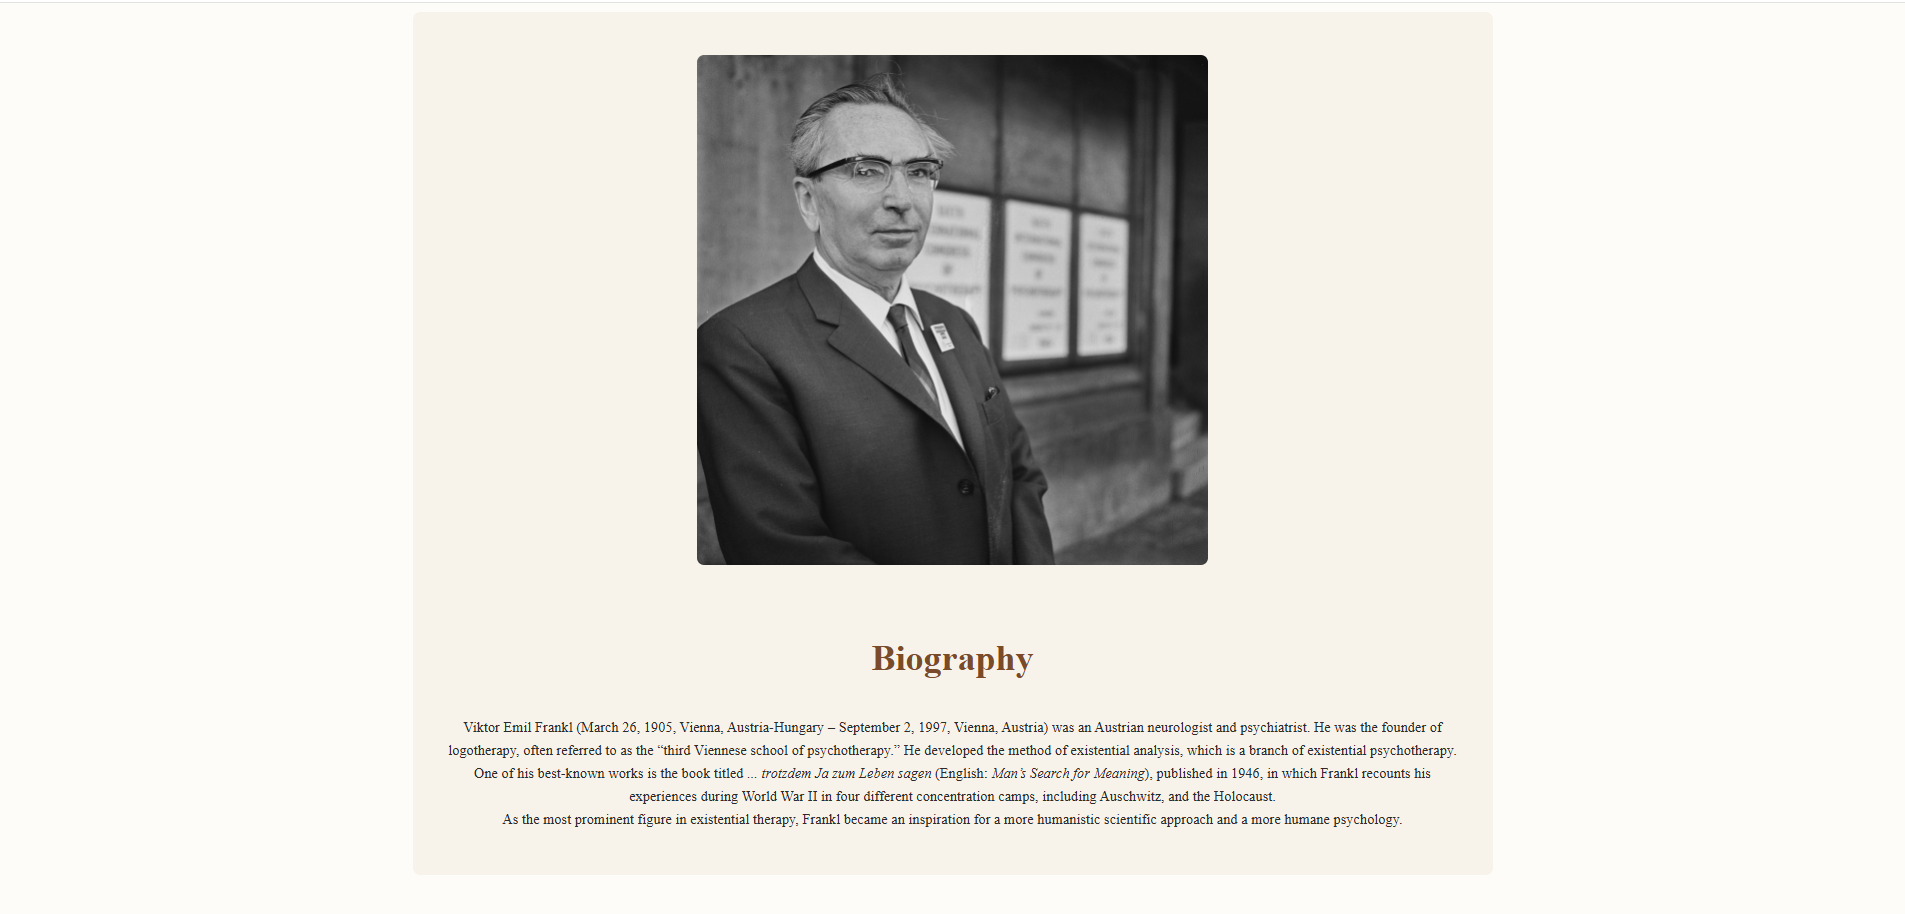 Biography
Viktor Emil Frankl (March 26, 1905, Vienna, Austria-Hungary – September 2, 1997, Vienna, Austria) was an Austrian neurologist and psychiatrist. He was the founder of
logotherapy, often referred to as the “third Viennese school of psychotherapy.” He developed the method of existential analysis, which is a branch of existential psychotherapy.
One of his best-known works is the book titled ... trotzdem Ja zum Leben sagen (English: Man’s Search for Meaning), published in 1946, in which Frankl recounts his
experiences during World War II in four different concentration camps, including Auschwitz, and the Holocaust.
As the most prominent figure in existential therapy, Frankl became an inspiration for a more humanistic scientific approach and a more humane psychology.